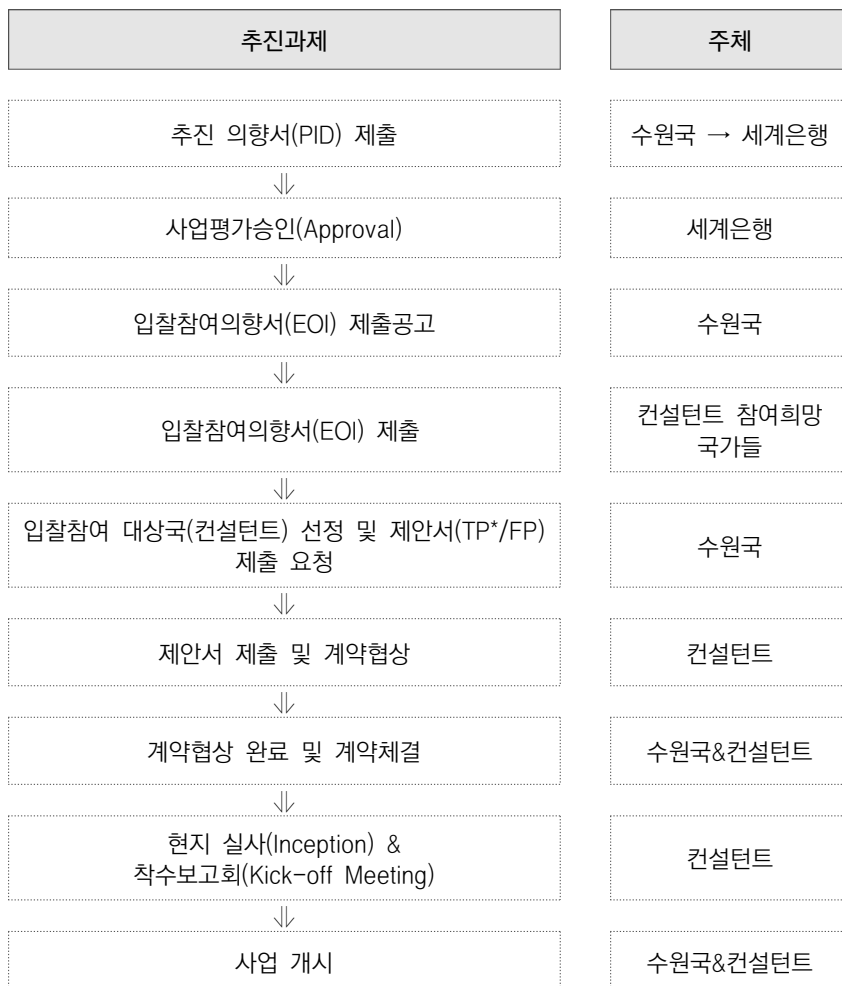 추진과제 주체
추진 의향서(PID) 제출 수원국 → 세계은행
사업평가승인(Approval) 세계은행
입찰참여의향서(EOI) 제출공고 수원국
입찰참여의향서(EOI) 제출
컨설턴트 참여희망
국가들
입찰참여 대상국(컨설턴트) 선정 및 제안서(TP*/FP)
제출 요청
수원국
제안서 제출 및 계약협상 컨설턴트
계약협상 완료 및 계약체결 수원국&컨설턴트
현지 실사(Inception) &
착수보고회(Kick-off Meeting)
컨설턴트
사업 개시 수원국&컨설턴트